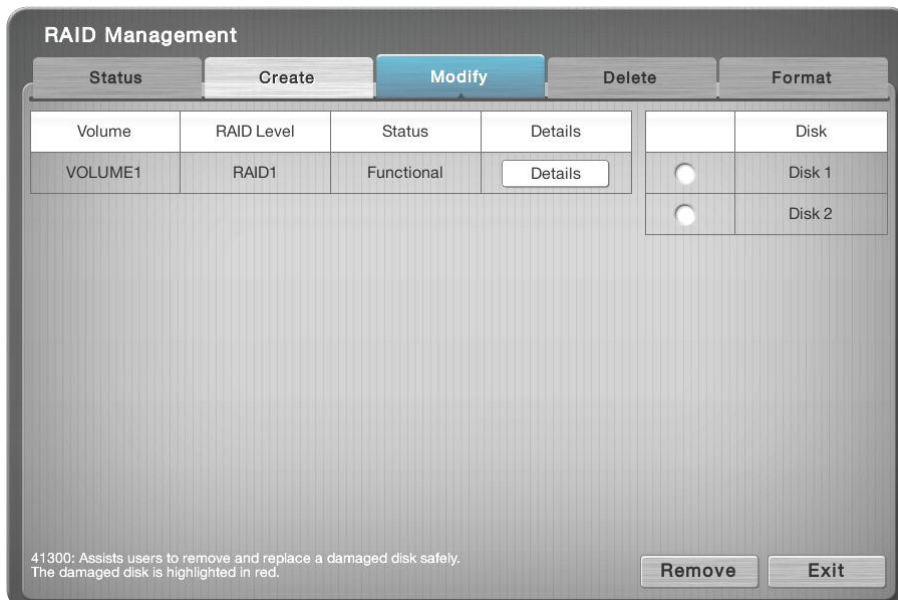 RAID Management
Status Create Modify Delete Format
Volume RAID Level Status Details Disk
VOLUME1 RAID1 Functional Details Disk 1
Disk 2
41300: Assists users to remove and replace a damaged disk safely.
The damaged disk is highlighted in red.
Remove Exit